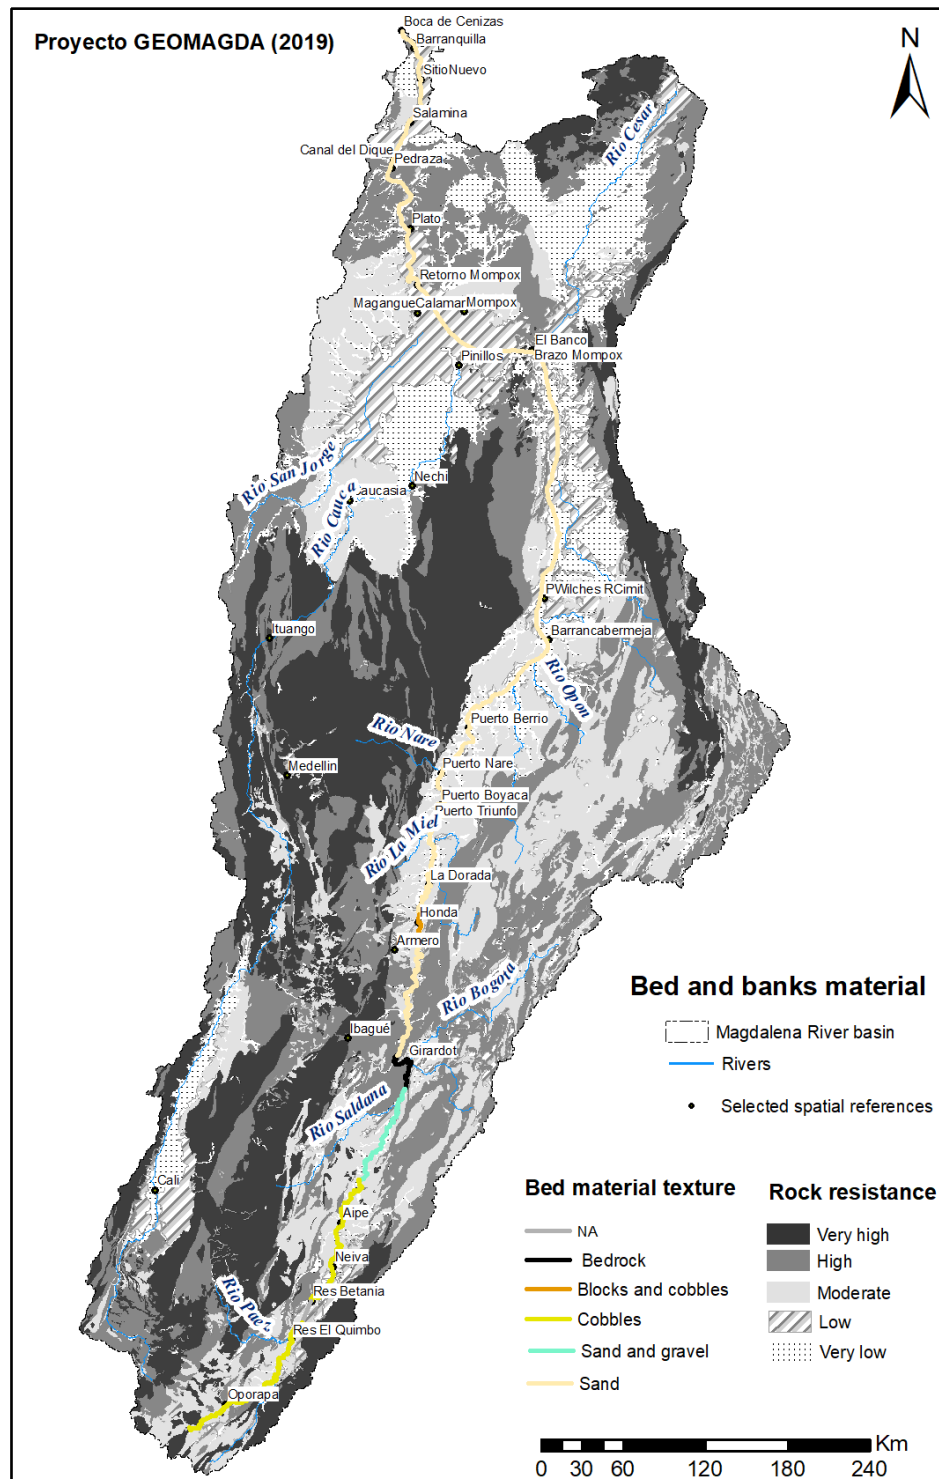 Proyecto GEOMAGDA (2019)
N
Boca de Cenizas
Barranquilla
SitioNuevo
Salamina
Canal del Dique
Pedraza
Rio Cesar
Plato
Retorno Mompox
Magangue
Calamar
Mompox
El Banco
Brazo Mompox
Pinillos
Rio San Jorge
Nechi
Caucasia
Rio Cauca
PWilches RCimit
Ituango
Barrancabermeja
Rio Opon
Puerto Berrio
Rio Nare
Medellin
Puerto Nare
Puerto Boyaca
Puerto Triunfo
Rio La Miel
La Dorada
Honda
Armero
Rio Bogota
Ibagué
Girardot
Rio Saldana
Cali
Aipe
Neiva
Res Betania
Rio Paez
Res El Quimbo
Oporapa
Bed and banks material
Magdalena River basin
Rivers
Selected spatial references
Bed material texture
NA
Bedrock
Blocks and cobbles
Cobbles
Sand and gravel
Sand
Rock resistance
Very high
High
Moderate
Low
Very low
Km
0 30 60 120 180 240